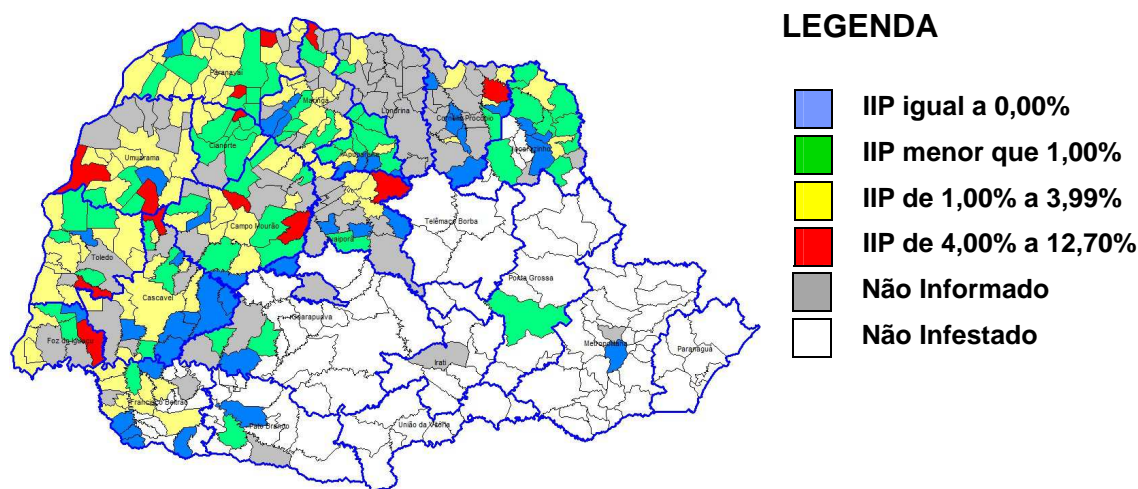 LEGENDA
IIP igual a 0,00%
IIP menor que 1,00%
IIP de 1,00% a 3,99%
IIP de 4,00% a 12,70%
Não Informado
Não Infestado
Paranavaí
Maringá
Londrina
Cornélio Procópio
Jacarezinho
Cianorte
Umuarama
Apucarana
Campo Mourão
Telêmaco Borba
Ivaiporã
Toledo
Ponta Grossa
Cascavel
Guarapuava
Foz do Iguaçu
Metropolitana
Paranaguá
Irati
Francisco Beltrão
Pato Branco
União da Vitória